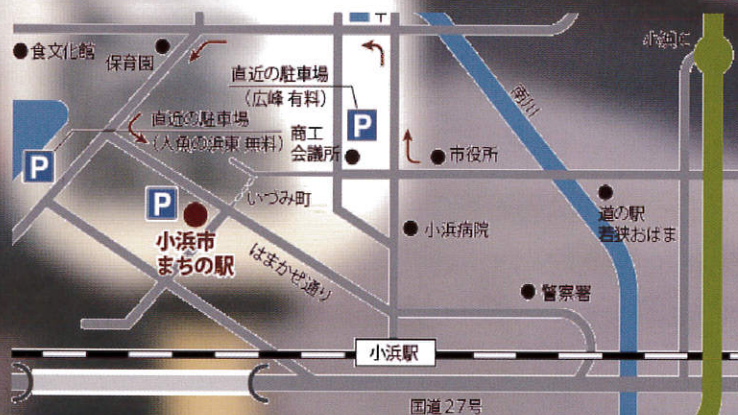 小浜IC
食文化館
保育園
直近の駐車場
（広峰 有料）
P
直近の駐車場
（人魚の浜東 無料）
商工
会議所
市役所
南川
P
P
いづみ町
小浜市
まちの駅
はまかぜ通り
小浜病院
道の駅
若狭おばま
警察署
小浜駅
国道27号